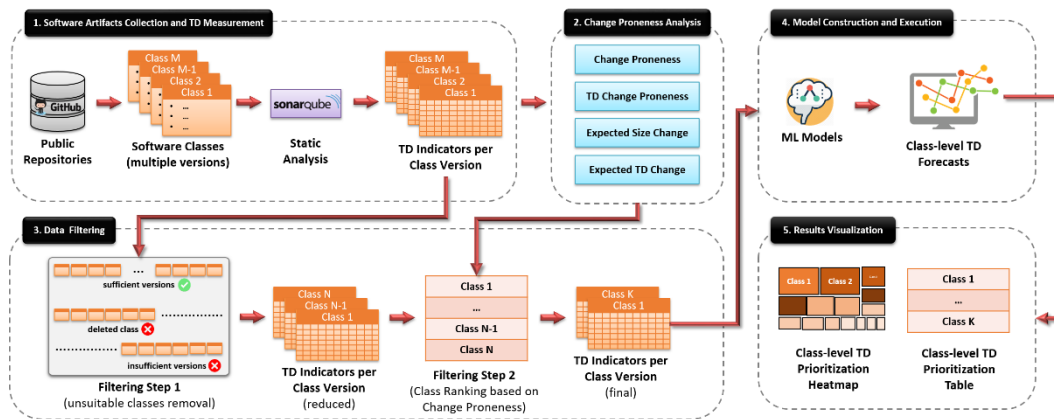 1. Software Artifacts Collection and TD Measurement
GitHub
Public
Repositories
Class M
Class M-1
Class 2
Class 1
...
...
Software Classes
(multiple versions)
sonarqube
Static
Analysis
Class M
Class M-1
Class 2
Class 1
TD Indicators per
Class Version
2. Change Proneness Analysis
Change Proneness
TD Change Proneness
Expected Size Change
Expected TD Change
3. Data Filtering
...
sufficient versions
deleted class
insufficient versions
Filtering Step 1
(unsuitable classes removal)
Class N
Class N-1
Class 1
TD Indicators per
Class Version
(reduced)
Class 1
...
Class N-1
Class N
Filtering Step 2
(Class Ranking based on
Change Proneness)
Class K
...
Class 1
TD Indicators per
Class Version
(final)
4. Model Construction and Execution
ML Models
Class-level TD
Forecasts
5. Results Visualization
Class 1
Class 2
.....
Class-level TD
Prioritization
Heatmap
Class 1
...
Class K
Class-level TD
Prioritization
Table